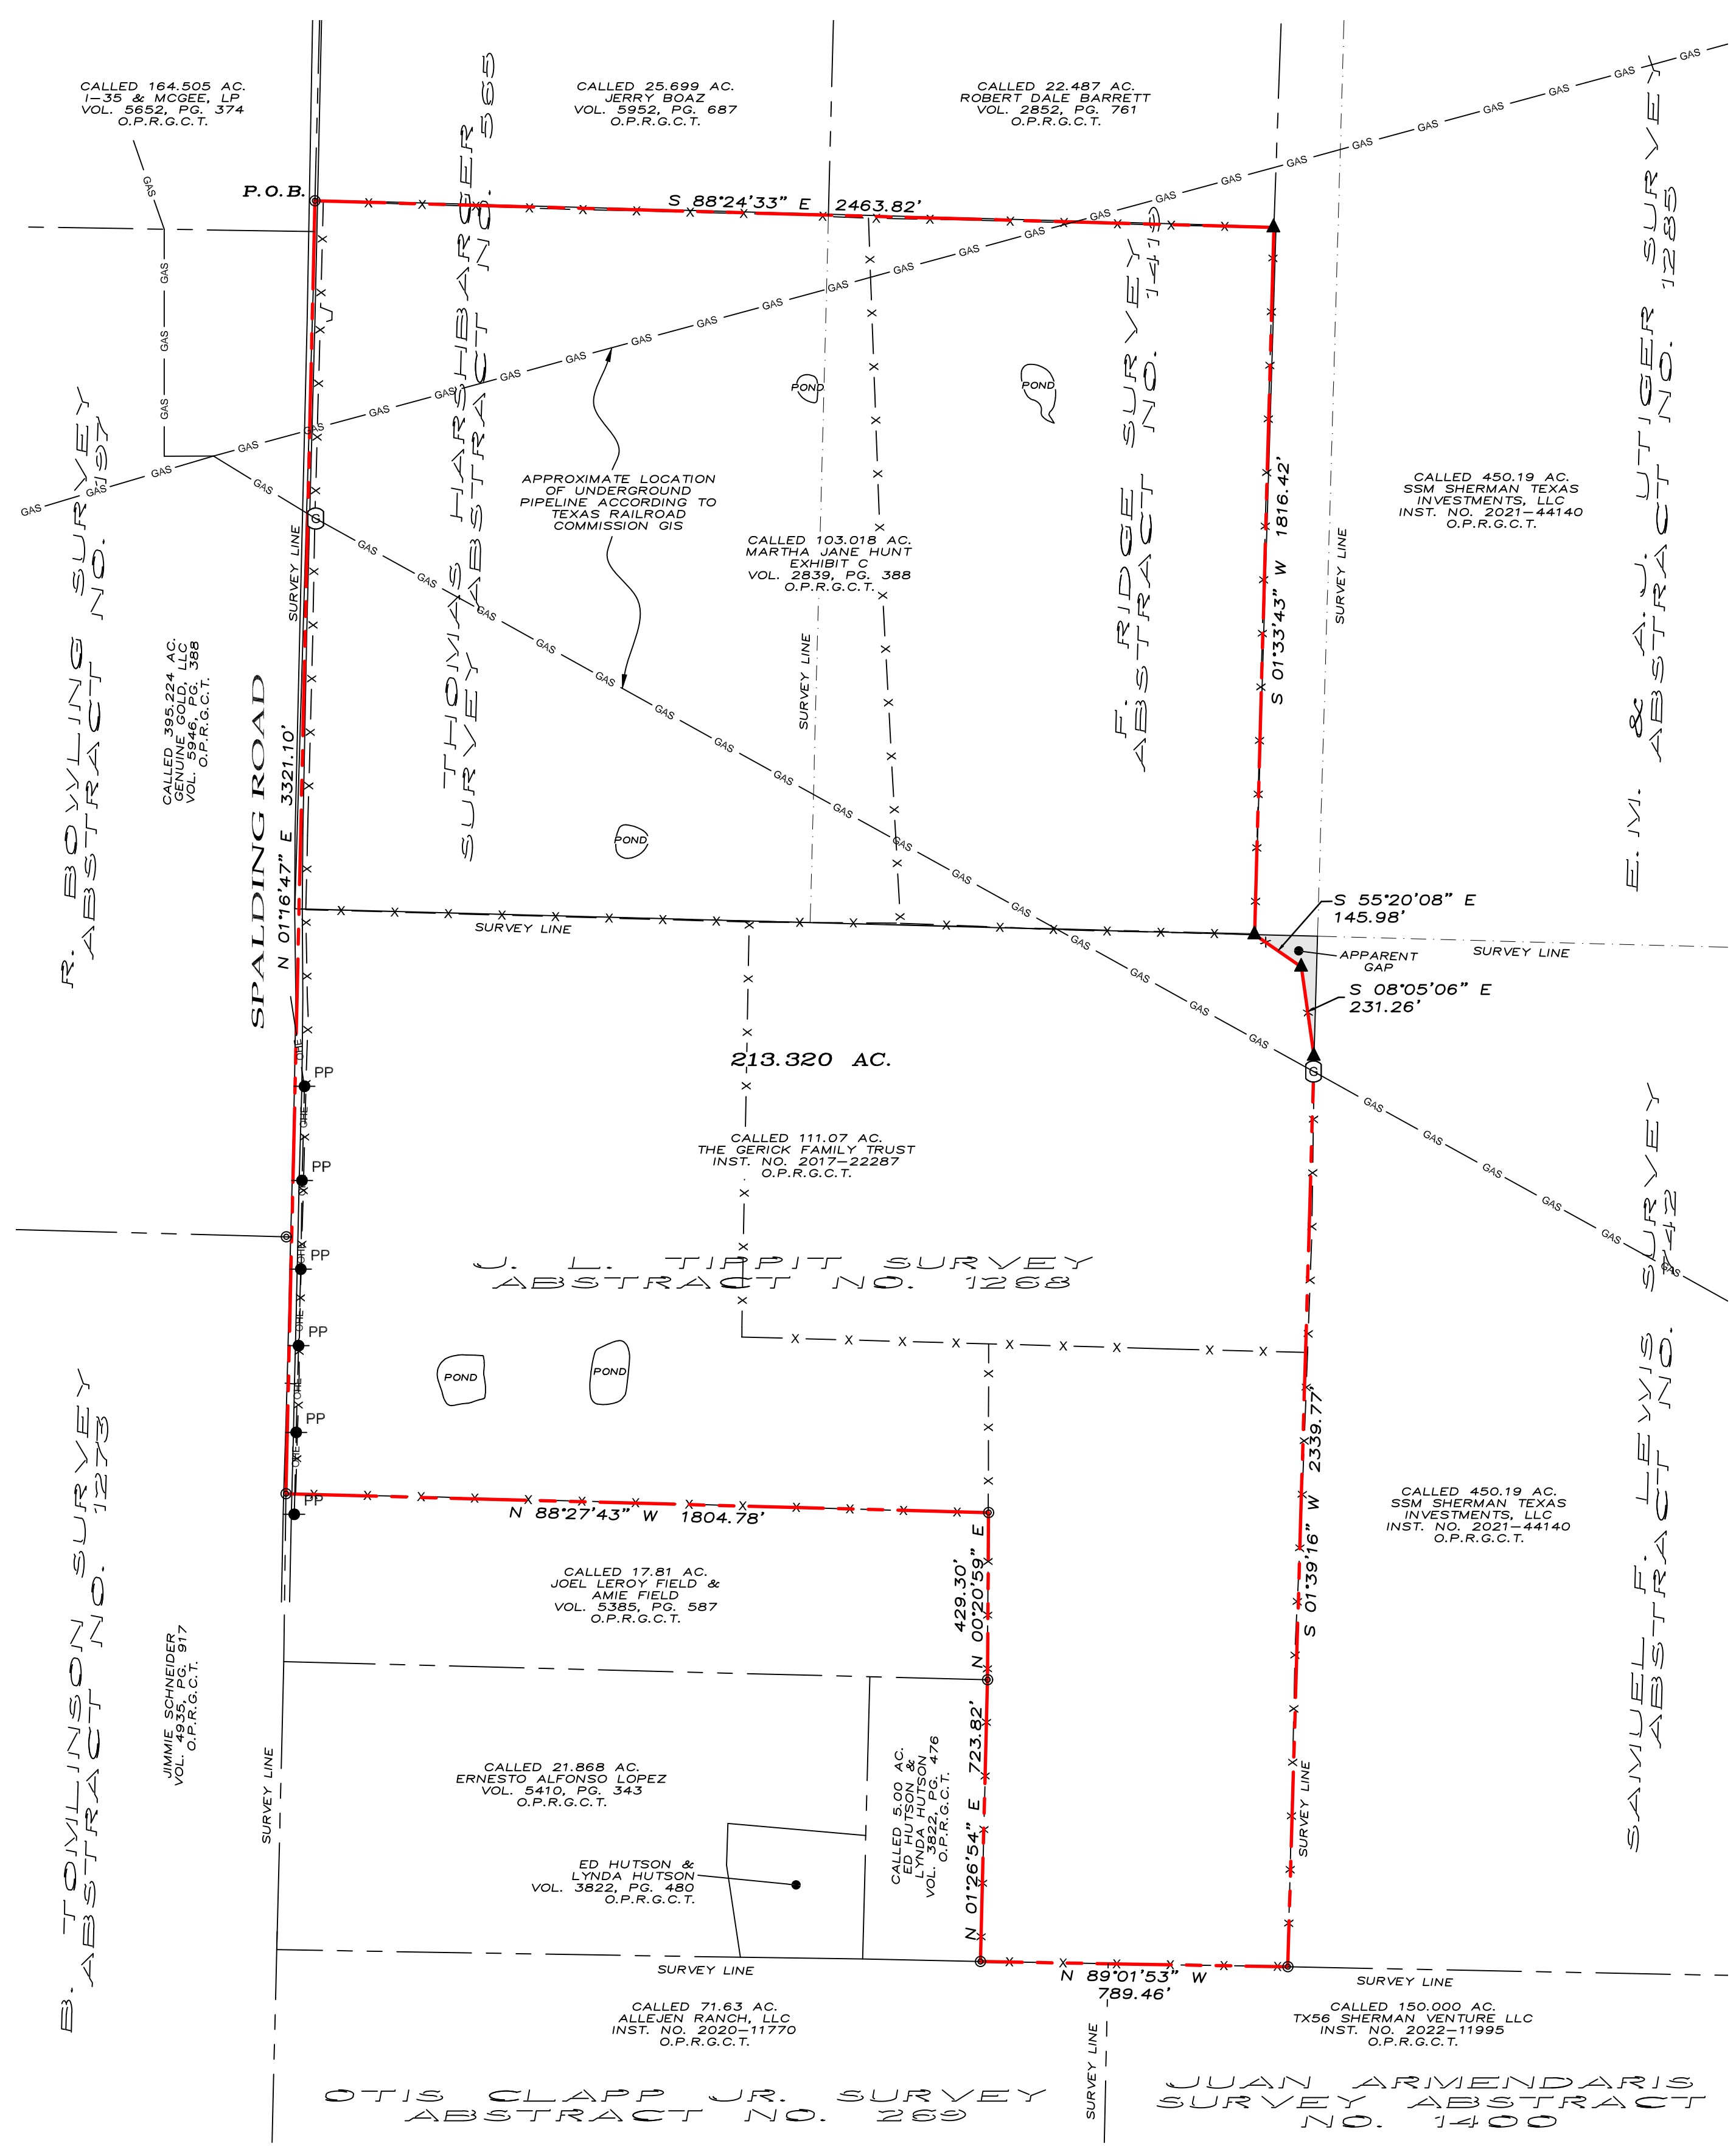 CALLED 164.505 AC.
I-35 & MCGEE, LP
VOL. 5652, PG. 374
O.P.R.G.C.T.
CALLED 25.699 AC.
JERRY BOAZ
VOL. 5952, PG. 687
O.P.R.G.C.T.
CALLED 22.487 AC.
ROBERT DALE BARRETT
VOL. 2852, PG. 761
O.P.R.G.C.T.
P.O.B.
S 88°24'33" E 2463.82'
THOMAS HARSHBARGER
SURVEY ABSTRACT NO. 565
F. RIDGE SURVEY
ABSTRACT NO. 1419
E.M. & A.J. UTIGER SURVEY
ABSTRACT NO. 1285
R. BOWLING SURVEY
ABSTRACT NO. 197
APPROXIMATE LOCATION
OF UNDERGROUND
PIPELINE ACCORDING TO
TEXAS RAILROAD
COMMISSION GIS
POND
POND
CALLED 103.018 AC.
MARTHA JANE HUNT
EXHIBIT C
VOL. 2839, PG. 388
O.P.R.G.C.T.
CALLED 450.19 AC.
SSM SHERMAN TEXAS
INVESTMENTS, LLC
INST. NO. 2021-44140
O.P.R.G.C.T.
S 01°33'43" W 1816.42'
SURVEY LINE
SURVEY LINE
SURVEY LINE
CALLED 395.224 AC.
GENUINE GOLD, LLC
VOL. 5946, PG. 388
O.P.R.G.C.T.
SPALDING ROAD
N 01°16'47" E 3321.10'
POND
SURVEY LINE
S 55°20'08" E
145.98'
APPARENT
GAP
SURVEY LINE
S 08°05'06" E
231.26'
G
G
GAS
OHE
PP
PP
PP
PP
PP
PP
213.320 AC.
CALLED 111.07 AC.
THE GERICK FAMILY TRUST
INST. NO. 2017-22287
O.P.R.G.C.T.
J. L. TIPPIT SURVEY
ABSTRACT NO. 1268
POND
POND
S 01°39'16" W 2339.77'
CALLED 450.19 AC.
SSM SHERMAN TEXAS
INVESTMENTS, LLC
INST. NO. 2021-44140
O.P.R.G.C.T.
SAMUEL F. LEWIS SURVEY
ABSTRACT NO. 742
B. TOMLINSON SURVEY
ABSTRACT NO. 1273
N 88°27'43" W 1804.78'
CALLED 17.81 AC.
JOEL LEROY FIELD &
AMIE FIELD
VOL. 5385, PG. 587
O.P.R.G.C.T.
429.30'
N 00°20'59" E
JIMMIE SCHNEIDER
VOL. 4935, PG. 917
O.P.R.G.C.T.
SURVEY LINE
CALLED 21.868 AC.
ERNESTO ALFONSO LOPEZ
VOL. 5410, PG. 343
O.P.R.G.C.T.
CALLED 5.00 AC.
ED HUTSON &
LYNDA HUTSON
VOL. 3822, PG. 476
O.P.R.G.C.T.
N 01°26'54" E 723.82'
SURVEY LINE
ED HUTSON &
LYNDA HUTSON
VOL. 3822, PG. 480
O.P.R.G.C.T.
SURVEY LINE
N 89°01'53" W
789.46'
SURVEY LINE
CALLED 71.63 AC.
ALLEJEN RANCH, LLC
INST. NO. 2020-11770
O.P.R.G.C.T.
SURVEY LINE
CALLED 150.000 AC.
TX56 SHERMAN VENTURE LLC
INST. NO. 2022-11995
O.P.R.G.C.T.
OTIS CLAPP JR. SURVEY
ABSTRACT NO. 269
JUAN ARMENDARIS
SURVEY ABSTRACT
NO. 1400